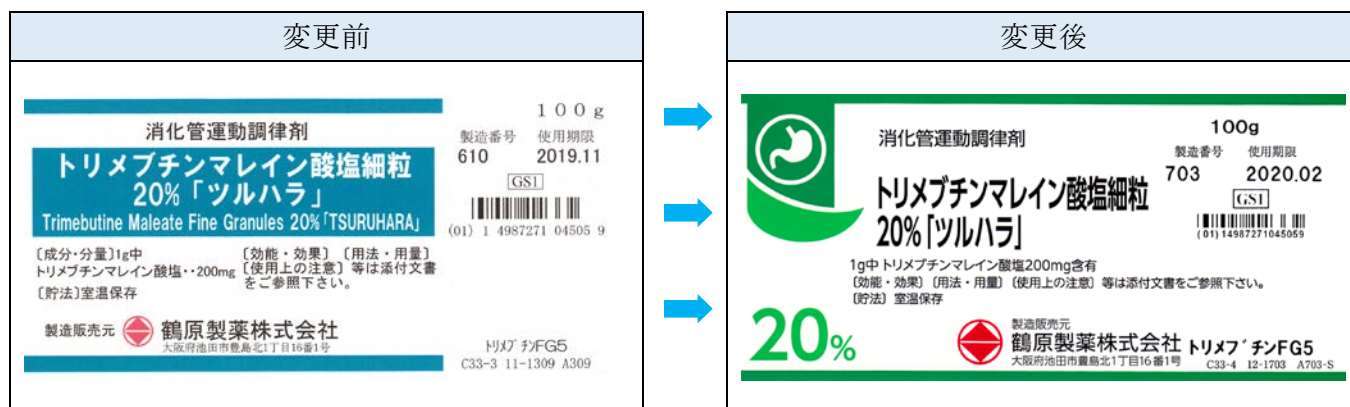 変更前
100g
消化管運動調律剤
製造番号 使用期限
610 2019.11
トリメブチンマレイン酸塩細粒
20%「ツルハラ」
Trimebutine Maleate Fine Granules 20%「TSURUHARA」
GS1
(01) 1 4987271 04505 9
〔成分・分量〕1g中
トリメブチンマレイン酸塩・・200mg
〔貯法〕室温保存
〔効能・効果〕〔用法・用量〕
〔使用上の注意〕等は添付文書
をご参照下さい。
製造販売元 鶴原製薬株式会社
大阪府池田市豊島北1丁目16番1号
トリメブチンFG5
C33-3 11-1309 A309
変更後
消化管運動調律剤
100g
製造番号 使用期限
703 2020.02
GS1
(01)14987271045059
トリメブチンマレイン酸塩細粒
20%「ツルハラ」
1g中 トリメブチンマレイン酸塩200mg含有
〔効能・効果〕〔用法・用量〕〔使用上の注意〕等は添付文書をご参照下さい。
〔貯法〕室温保存
20%
製造販売元
鶴原製薬株式会社
大阪府池田市豊島北1丁目16番1号
トリメブチンFG5
C33-4 12-1703 A703-S